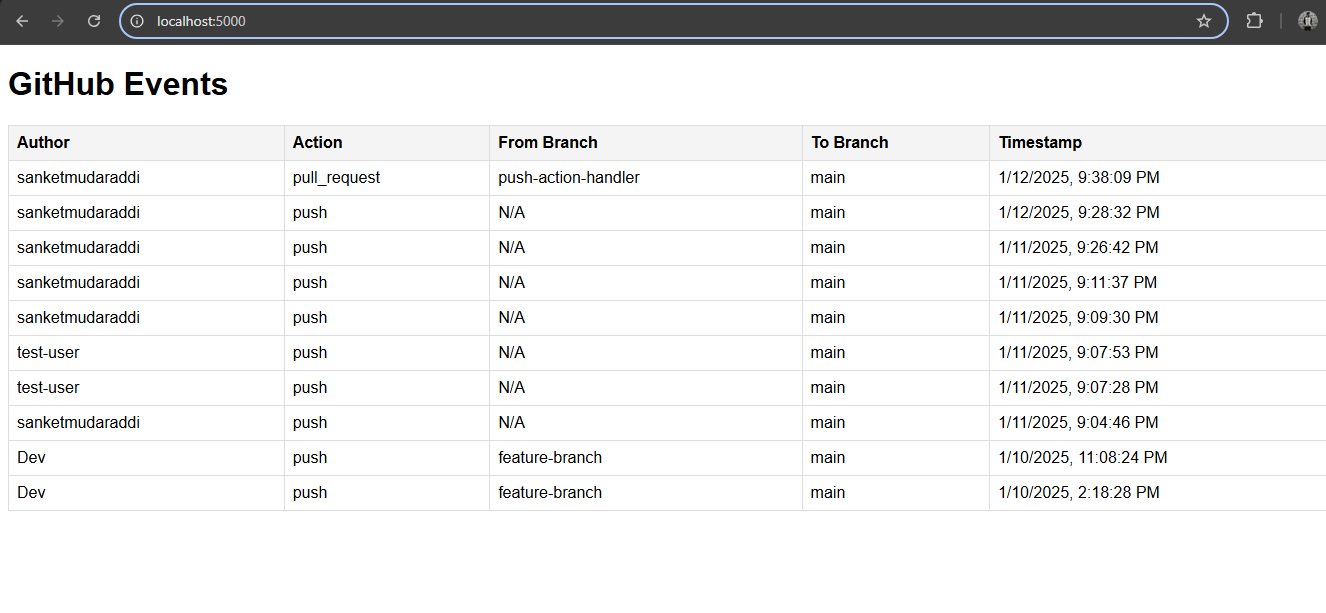 localhost:5000
GitHub Events
Author Action From Branch To Branch Timestamp
sanketmudaraddi pull_request push-action-handler main 1/12/2025, 9:38:09 PM
sanketmudaraddi push N/A main 1/12/2025, 9:28:32 PM
sanketmudaraddi push N/A main 1/11/2025, 9:26:42 PM
sanketmudaraddi push N/A main 1/11/2025, 9:11:37 PM
sanketmudaraddi push N/A main 1/11/2025, 9:09:30 PM
test-user push N/A main 1/11/2025, 9:07:53 PM
test-user push N/A main 1/11/2025, 9:07:28 PM
sanketmudaraddi push N/A main 1/11/2025, 9:04:46 PM
Dev push feature-branch main 1/10/2025, 11:08:24 PM
Dev push feature-branch main 1/10/2025, 2:18:28 PM